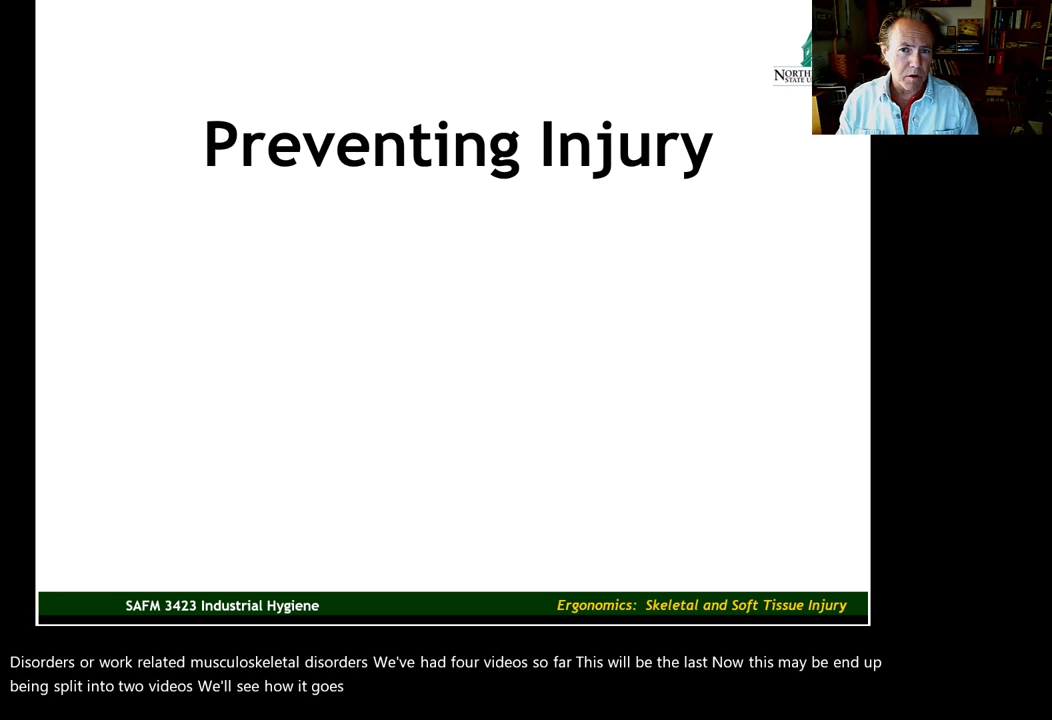 NORTH
STATE U
Preventing Injury
SAFM 3423 Industrial Hygiene
Ergonomics: Skeletal and Soft Tissue Injury
Disorders or work related musculoskeletal disorders We've had four videos so far This will be the last Now this may be end up
being split into two videos We'll see how it goes